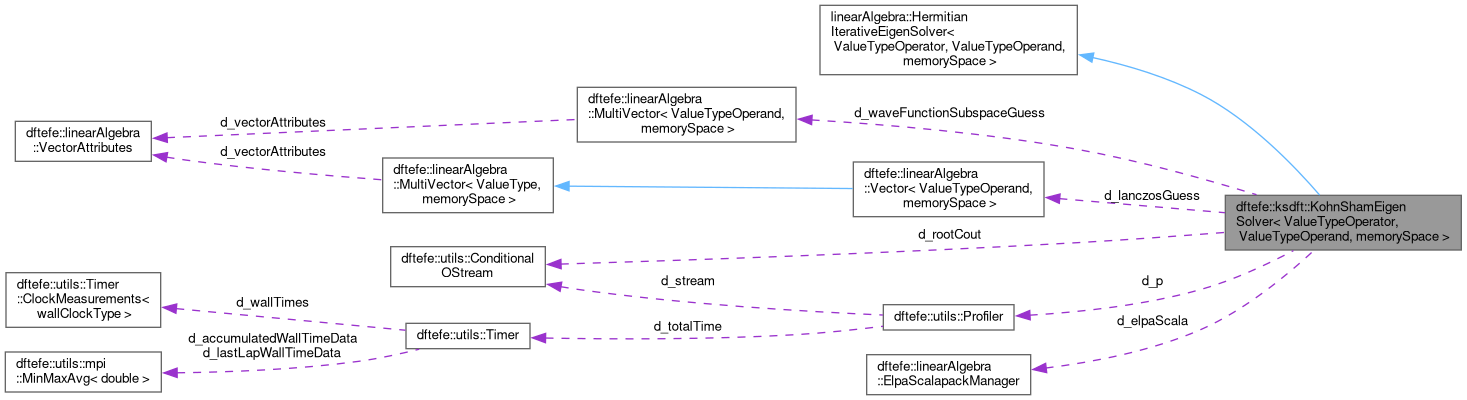 linearAlgebra::Hermitian
IterativeEigenSolver<
ValueTypeOperator, ValueTypeOperand,
memorySpace >
dftefe::linearAlgebra
::MultiVector< ValueTypeOperand,
memorySpace >
d_waveFunctionSubspaceGuess
d_vectorAttributes
dftefe::linearAlgebra
::VectorAttributes
d_vectorAttributes
dftefe::linearAlgebra
::MultiVector< ValueType,
memorySpace >
dftefe::linearAlgebra
::Vector< ValueTypeOperand,
memorySpace >
d_lanczosGuess
dftefe::ksdft::KohnShamEigen
Solver< ValueTypeOperator,
ValueTypeOperand, memorySpace >
d_rootCout
dftefe::utils::Conditional
OStream
d_stream
d_p
dftefe::utils::Timer
::ClockMeasurements<
wallClockType >
d_wallTimes
dftefe::utils::Profiler
d_totalTime
d_elpaScala
dftefe::utils::Timer
d_accumulatedWallTimeData
d_lastLapWallTimeData
dftefe::utils::mpi
::MinMaxAvg< double >
dftefe::linearAlgebra
::ElpaScalapackManager